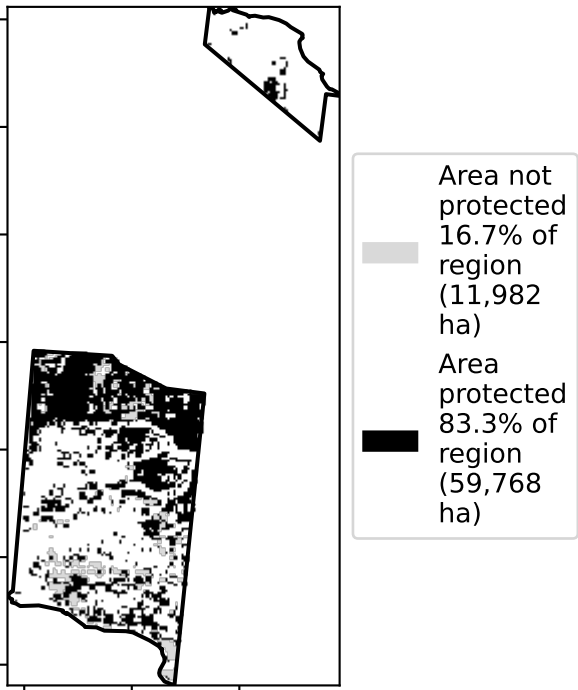 Area not
protected
16.7% of
region
(11,982
ha)
Area
protected
83.3% of
region
(59,768
ha)